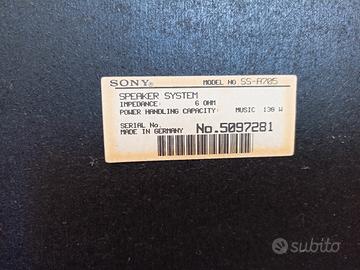 SONY® MODEL NO. SS-A705
SPEAKER SYSTEM
IMPEDANCE: 6 OHM
POWER HANDLING CAPACITY: MUSIC 130 W
SERIAL No.
MADE IN GERMANY No.5097281
subito